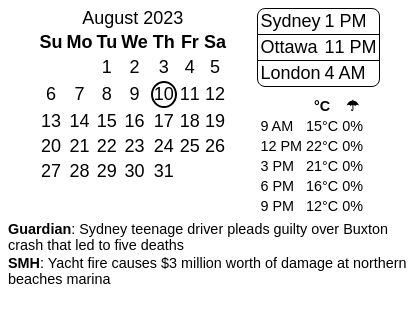 August 2023
Su Mo Tu We Th Fr Sa
1 2 3 4 5
6 7 8 9 10 11 12
13 14 15 16 17 18 19
20 21 22 23 24 25 26
27 28 29 30 31
Sydney 1 PM
Ottawa 11 PM
London 4 AM
°C ☂
9 AM 15°C 0%
12 PM 22°C 0%
3 PM 21°C 0%
6 PM 16°C 0%
9 PM 12°C 0%
Guardian: Sydney teenage driver pleads guilty over Buxton
crash that led to five deaths
SMH: Yacht fire causes $3 million worth of damage at northern
beaches marina